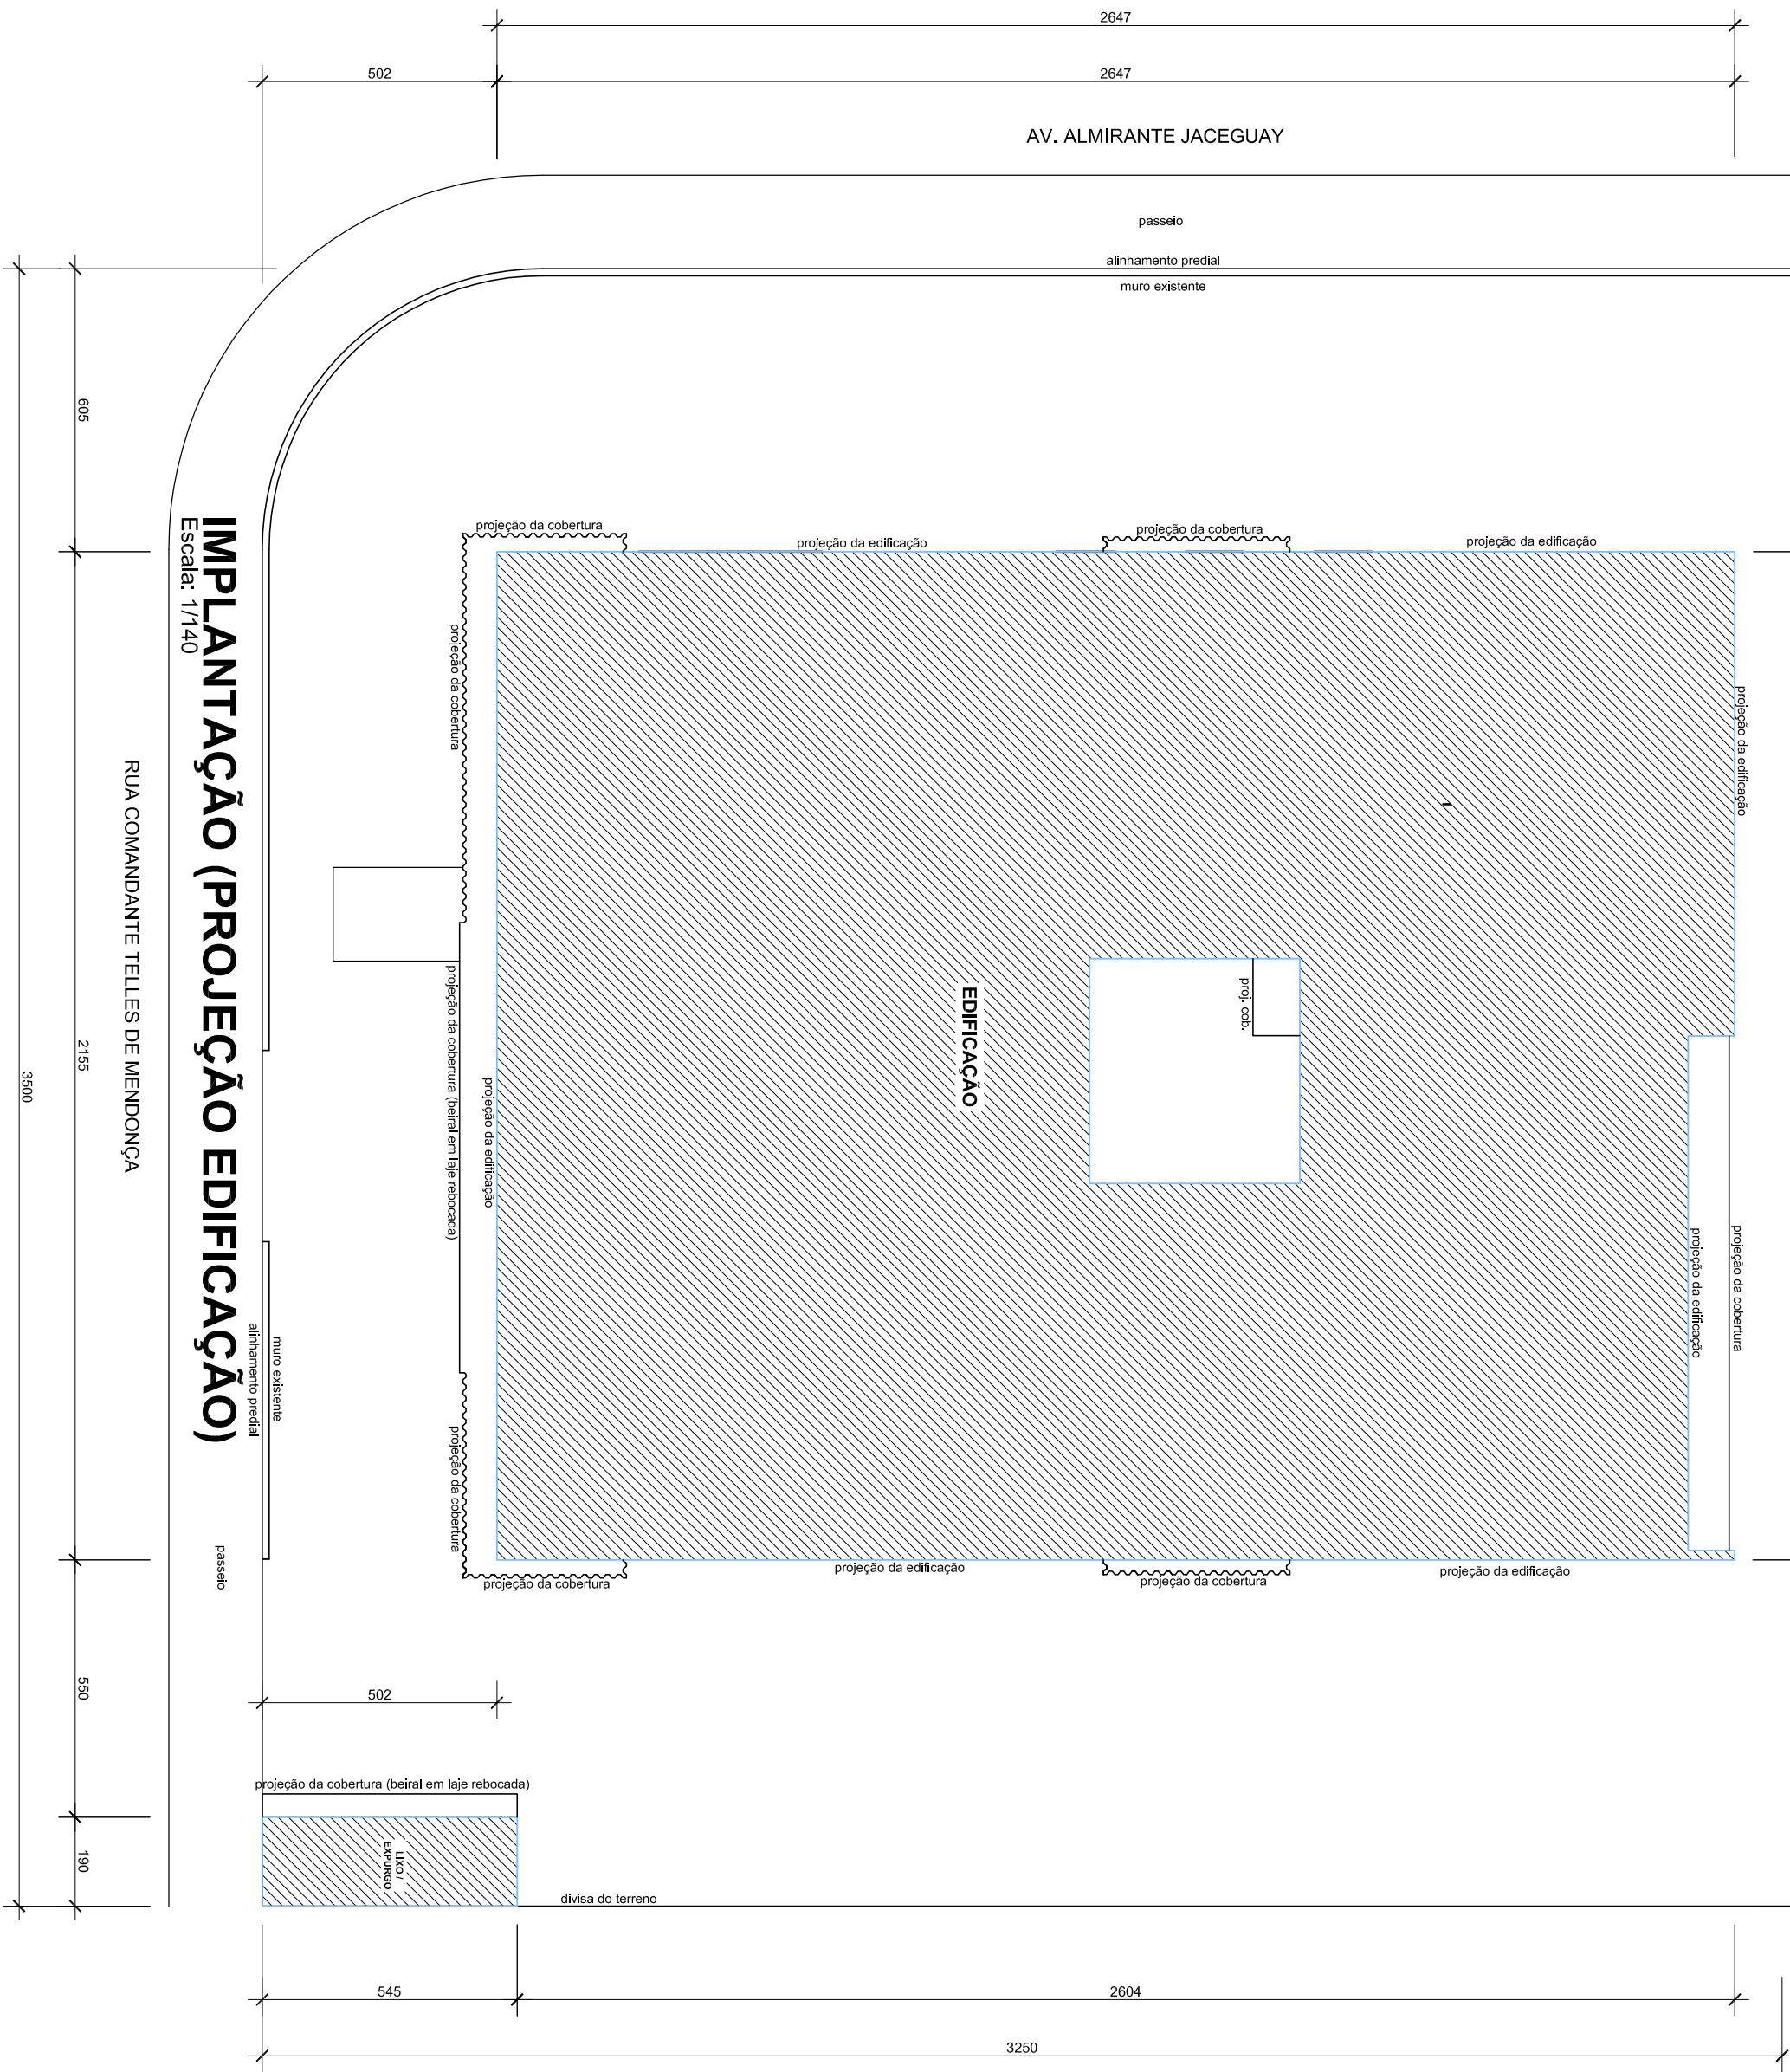 2647
502
2647
AV. ALMIRANTE JACEGUAY
passeio
alinhamento predial
muro existente
605
2155
3500
550
190
RUA COMANDANTE TELLES DE MENDONÇA
IMPLANTAÇÃO (PROJEÇÃO EDIFICAÇÃO)
Escala: 1/140
projeção da cobertura
projeção da edificação
projeção da cobertura
projeção da edificação
projeção da cobertura
projeção da edificação
projeção da cobertura (beiral em laje rebocada)
projeção da edificação
EDIFICAÇÃO
proj. cob.
projeção da edificação
projeção da cobertura
muro existente
alinhamento predial
passeio
projeção da cobertura
projeção da cobertura
projeção da edificação
projeção da cobertura
projeção da edificação
502
projeção da cobertura (beiral em laje rebocada)
LIXO /
EXPURGO
divisa do terreno
545
2604
3250